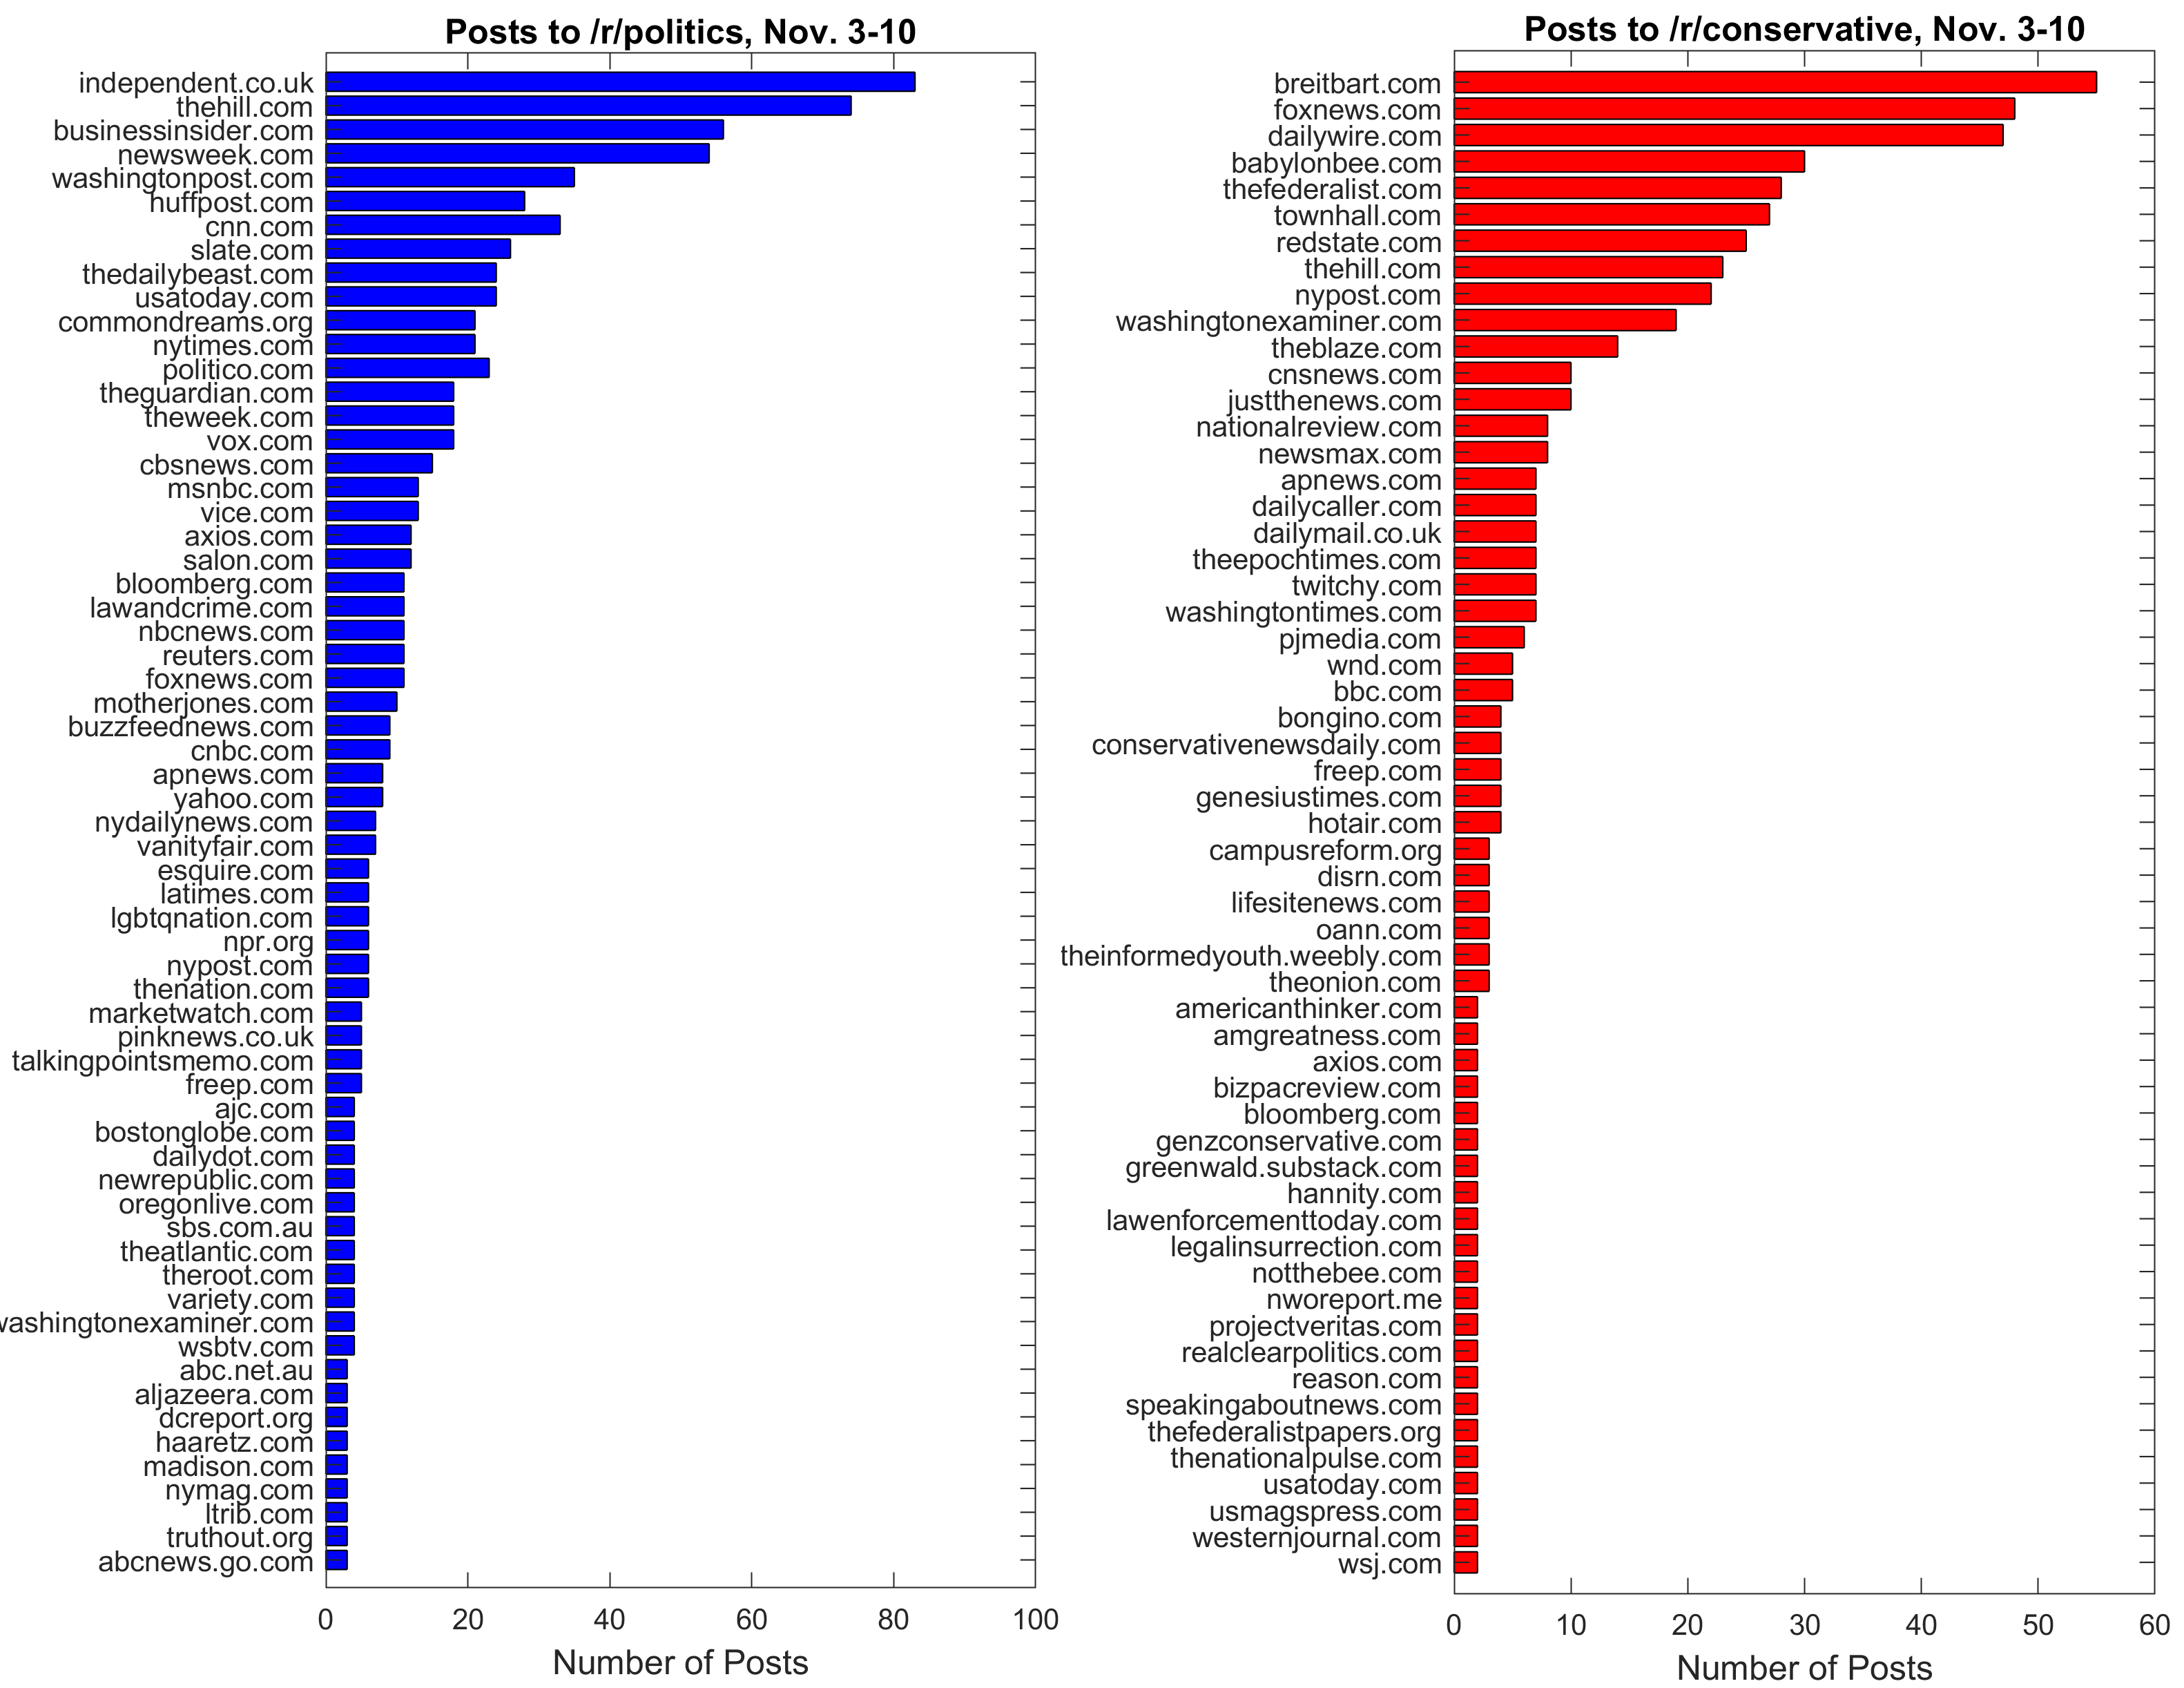 Posts to /r/politics, Nov. 3-10
independent.co.uk
thehill.com
businessinsider.com
newsweek.com
washingtonpost.com
huffpost.com
cnn.com
slate.com
thedailybeast.com
usatoday.com
commondreams.org
nytimes.com
politico.com
theguardian.com
theweek.com
vox.com
cbsnews.com
msnbc.com
vice.com
axios.com
salon.com
bloomberg.com
lawandcrime.com
nbcnews.com
reuters.com
foxnews.com
motherjones.com
buzzfeednews.com
cnbc.com
apnews.com
yahoo.com
nydailynews.com
vanityfair.com
esquire.com
latimes.com
lgbtqnation.com
npr.org
nypost.com
thenation.com
marketwatch.com
pinknews.co.uk
talkingpointsmemo.com
freep.com
ajc.com
bostonglobe.com
dailydot.com
newrepublic.com
oregonlive.com
sbs.com.au
theatlantic.com
theroot.com
variety.com
washingtonexaminer.com
wsbtv.com
abc.net.au
aljazeera.com
dcreport.org
haaretz.com
madison.com
nymag.com
ltrib.com
truthout.org
abcnews.go.com
0 20 40 60 80 100
Number of Posts
Posts to /r/conservative, Nov. 3-10
breitbart.com
foxnews.com
dailywire.com
babylonbee.com
thefederalist.com
townhall.com
redstate.com
thehill.com
nypost.com
washingtonexaminer.com
theblaze.com
cnsnews.com
justthenews.com
nationalreview.com
newsmax.com
apnews.com
dailycaller.com
dailymail.co.uk
theepochtimes.com
twitchy.com
washingtontimes.com
pjmedia.com
wnd.com
bbc.com
bongino.com
conservativenewsdaily.com
freep.com
genesiustimes.com
hotair.com
campusreform.org
disrn.com
lifesitenews.com
oann.com
theinformedyouth.weebly.com
theonion.com
americanthinker.com
amgreatness.com
axios.com
bizpacreview.com
bloomberg.com
genzconservative.com
greenwald.substack.com
hannity.com
lawenforcementtoday.com
legalinsurrection.com
notthebee.com
nworeport.me
projectveritas.com
realclearpolitics.com
reason.com
speakingaboutnews.com
thefederalistpapers.org
thenationalpulse.com
usatoday.com
usmagspress.com
westernjournal.com
wsj.com
0 10 20 30 40 50 60
Number of Posts